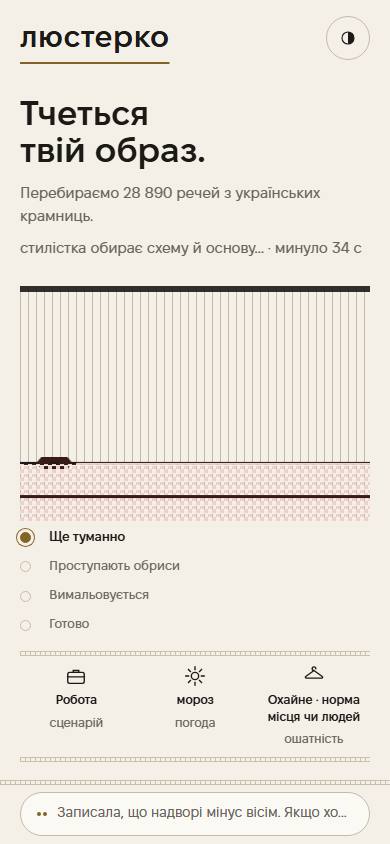 люстерко
Тчеться
твій образ.
Перебираємо 28 890 речей з українських
крамниць.
стилістка обирає схему й основу... · минуло 34 с
Ще туманно
Проступають обриси
Вимальовується
Готово
Робота
сценарій
мороз
погода
Охайне · норма
місця чи людей
ошатність
Записала, що надворі мінус вісім. Якщо хо...